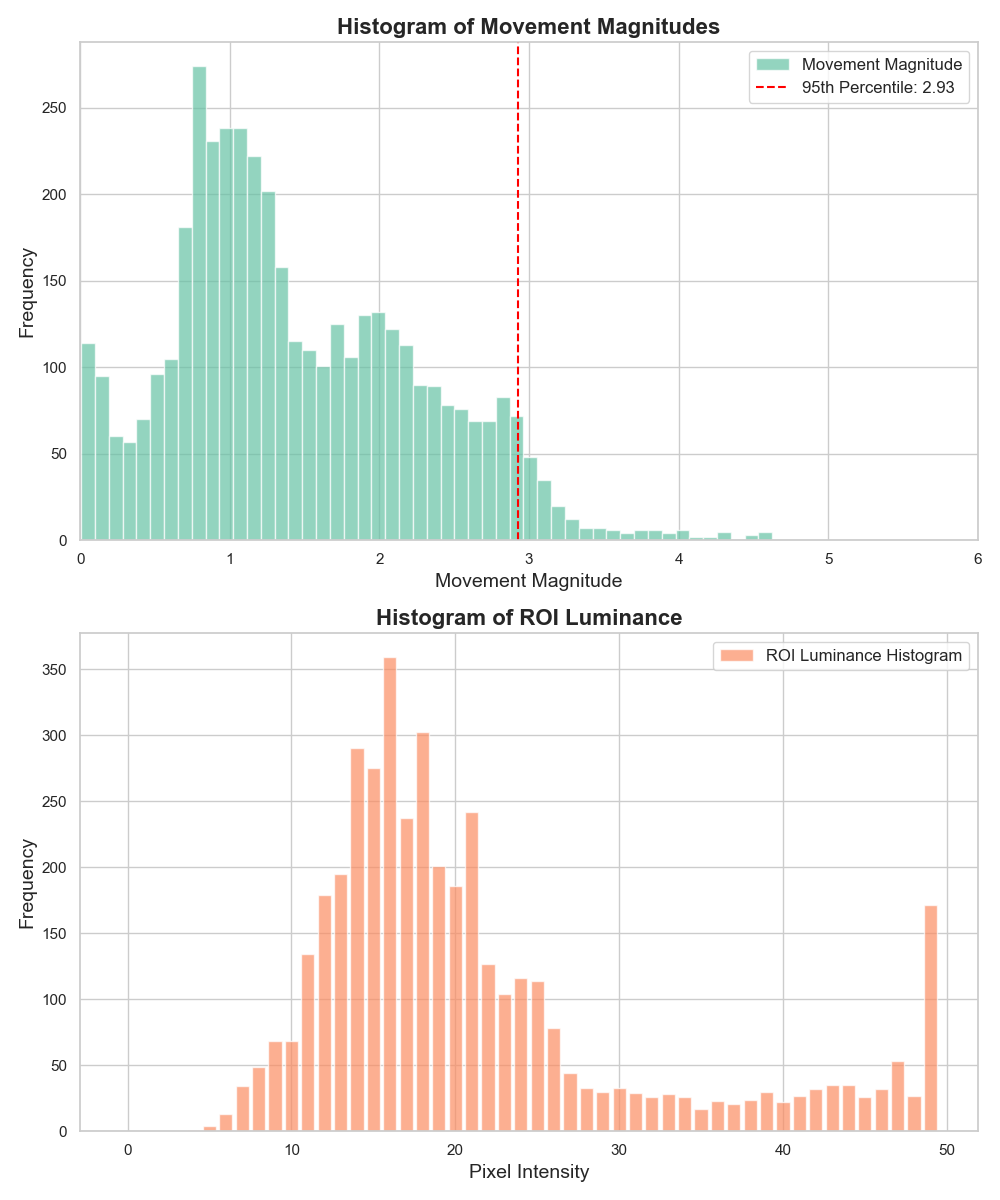 Histogram of Movement Magnitudes
Movement Magnitude
95th Percentile: 2.93
Frequency
250
200
150
100
50
0
0 1 2 3 4 5 6
Movement Magnitude
Histogram of ROI Luminance
ROI Luminance Histogram
Frequency
350
300
250
200
150
100
50
0
0 10 20 30 40 50
Pixel Intensity